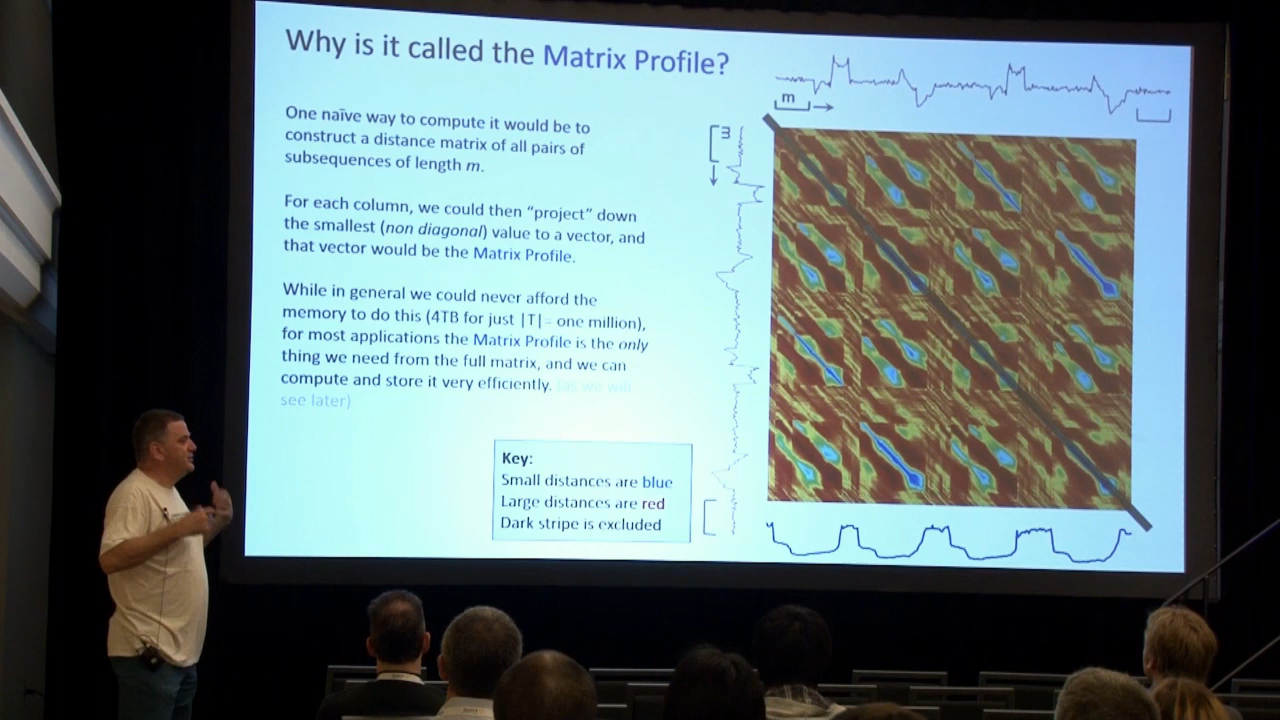 Why is it called the Matrix Profile?
One naïve way to compute it would be to
construct a distance matrix of all pairs of
subsequences of length m.
For each column, we could then “project” down
the smallest (non diagonal) value to a vector, and
that vector would be the Matrix Profile.
While in general we could never afford the
memory to do this (4TB for just |T|= one million),
for most applications the Matrix Profile is the only
thing we need from the full matrix, and we can
compute and store it very efficiently. (as we will
see later)
Key:
Small distances are blue
Large distances are red
Dark stripe is excluded
m
m